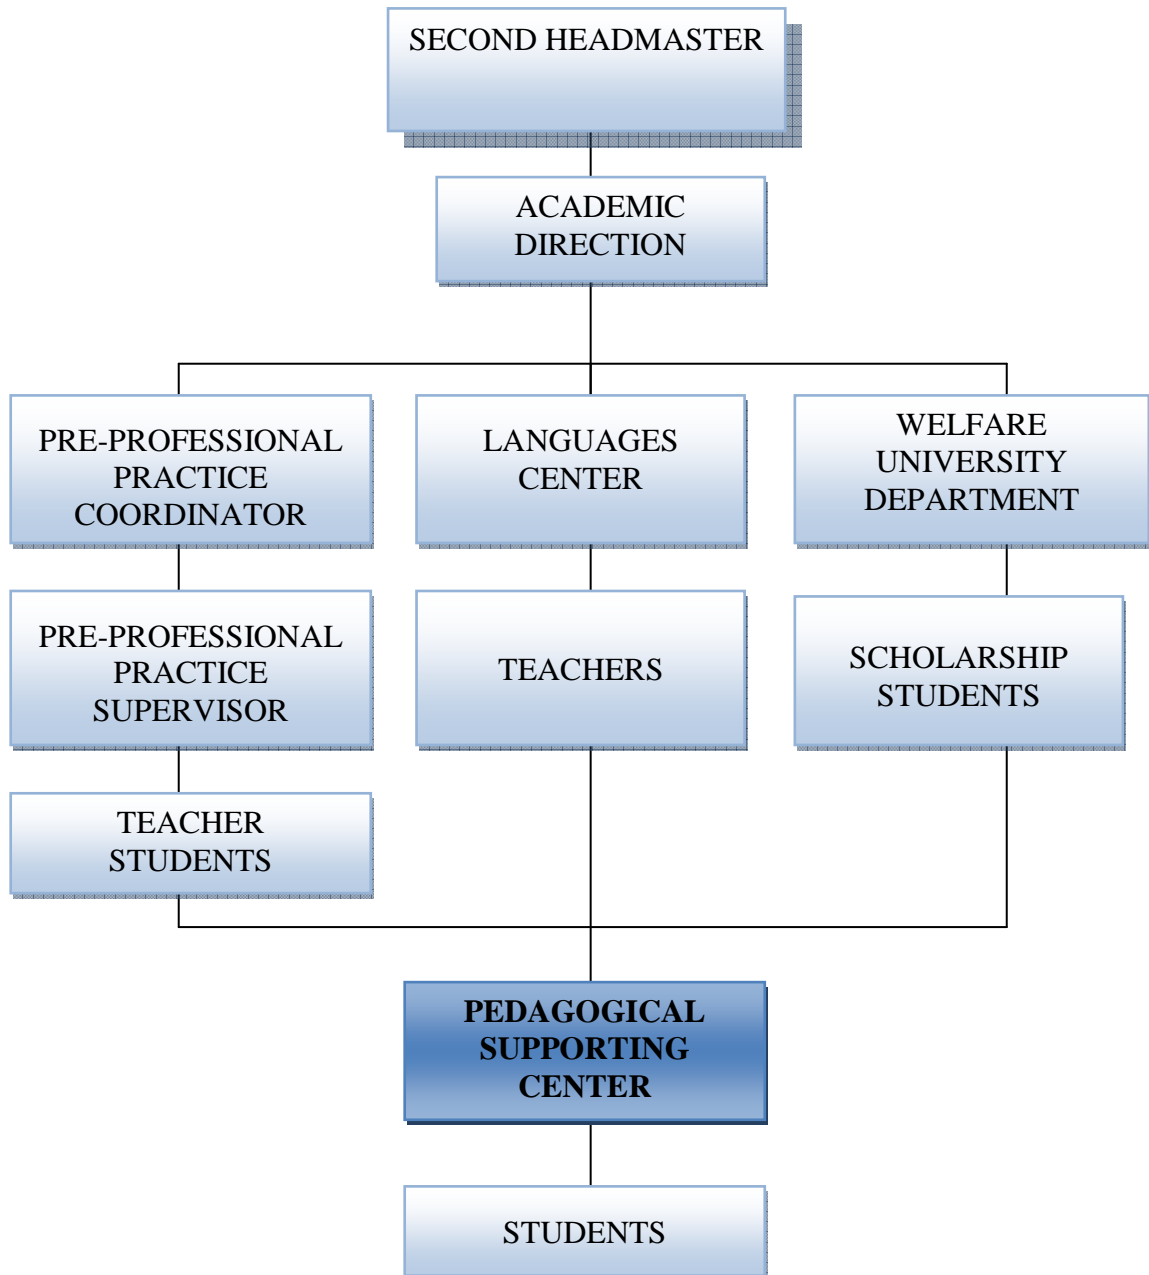 SECOND HEADMASTER
ACADEMIC
DIRECTION
PRE-PROFESSIONAL
PRACTICE
COORDINATOR
LANGUAGES
CENTER
WELFARE
UNIVERSITY
DEPARTMENT
PRE-PROFESSIONAL
PRACTICE
SUPERVISOR
TEACHERS
SCHOLARSHIP
STUDENTS
TEACHER
STUDENTS
PEDAGOGICAL
SUPPORTING
CENTER
STUDENTS